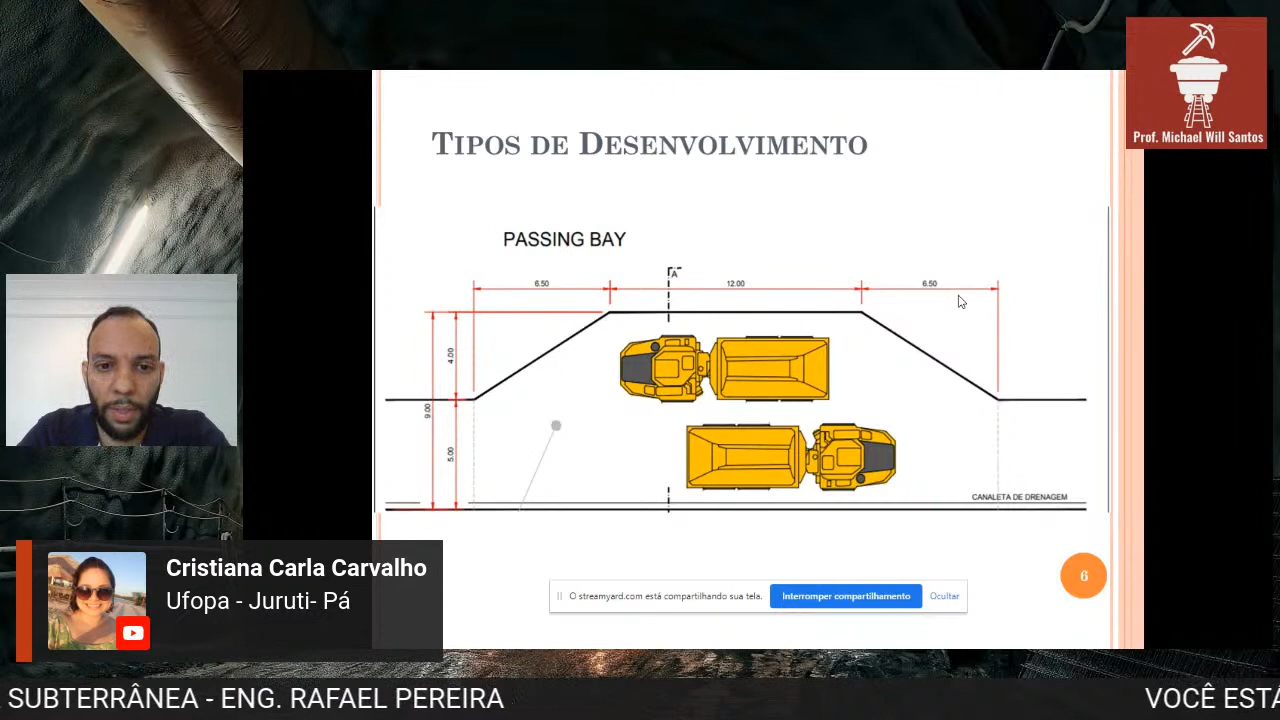 Prof. Michael Will Santos
TIPOS DE DESENVOLVIMENTO
PASSING BAY
A
6.50
12.00
6.50
4.00
9.00
5.00
CANALETA DE DRENAGEM
6
O streamyard.com está compartilhando sua tela.
Interromper compartilhamento
Ocultar
Cristiana Carla Carvalho
Ufopa - Juruti- Pá
SUBTERRÂNEA - ENG. RAFAEL PEREIRA
VOCÊ ESTÁ